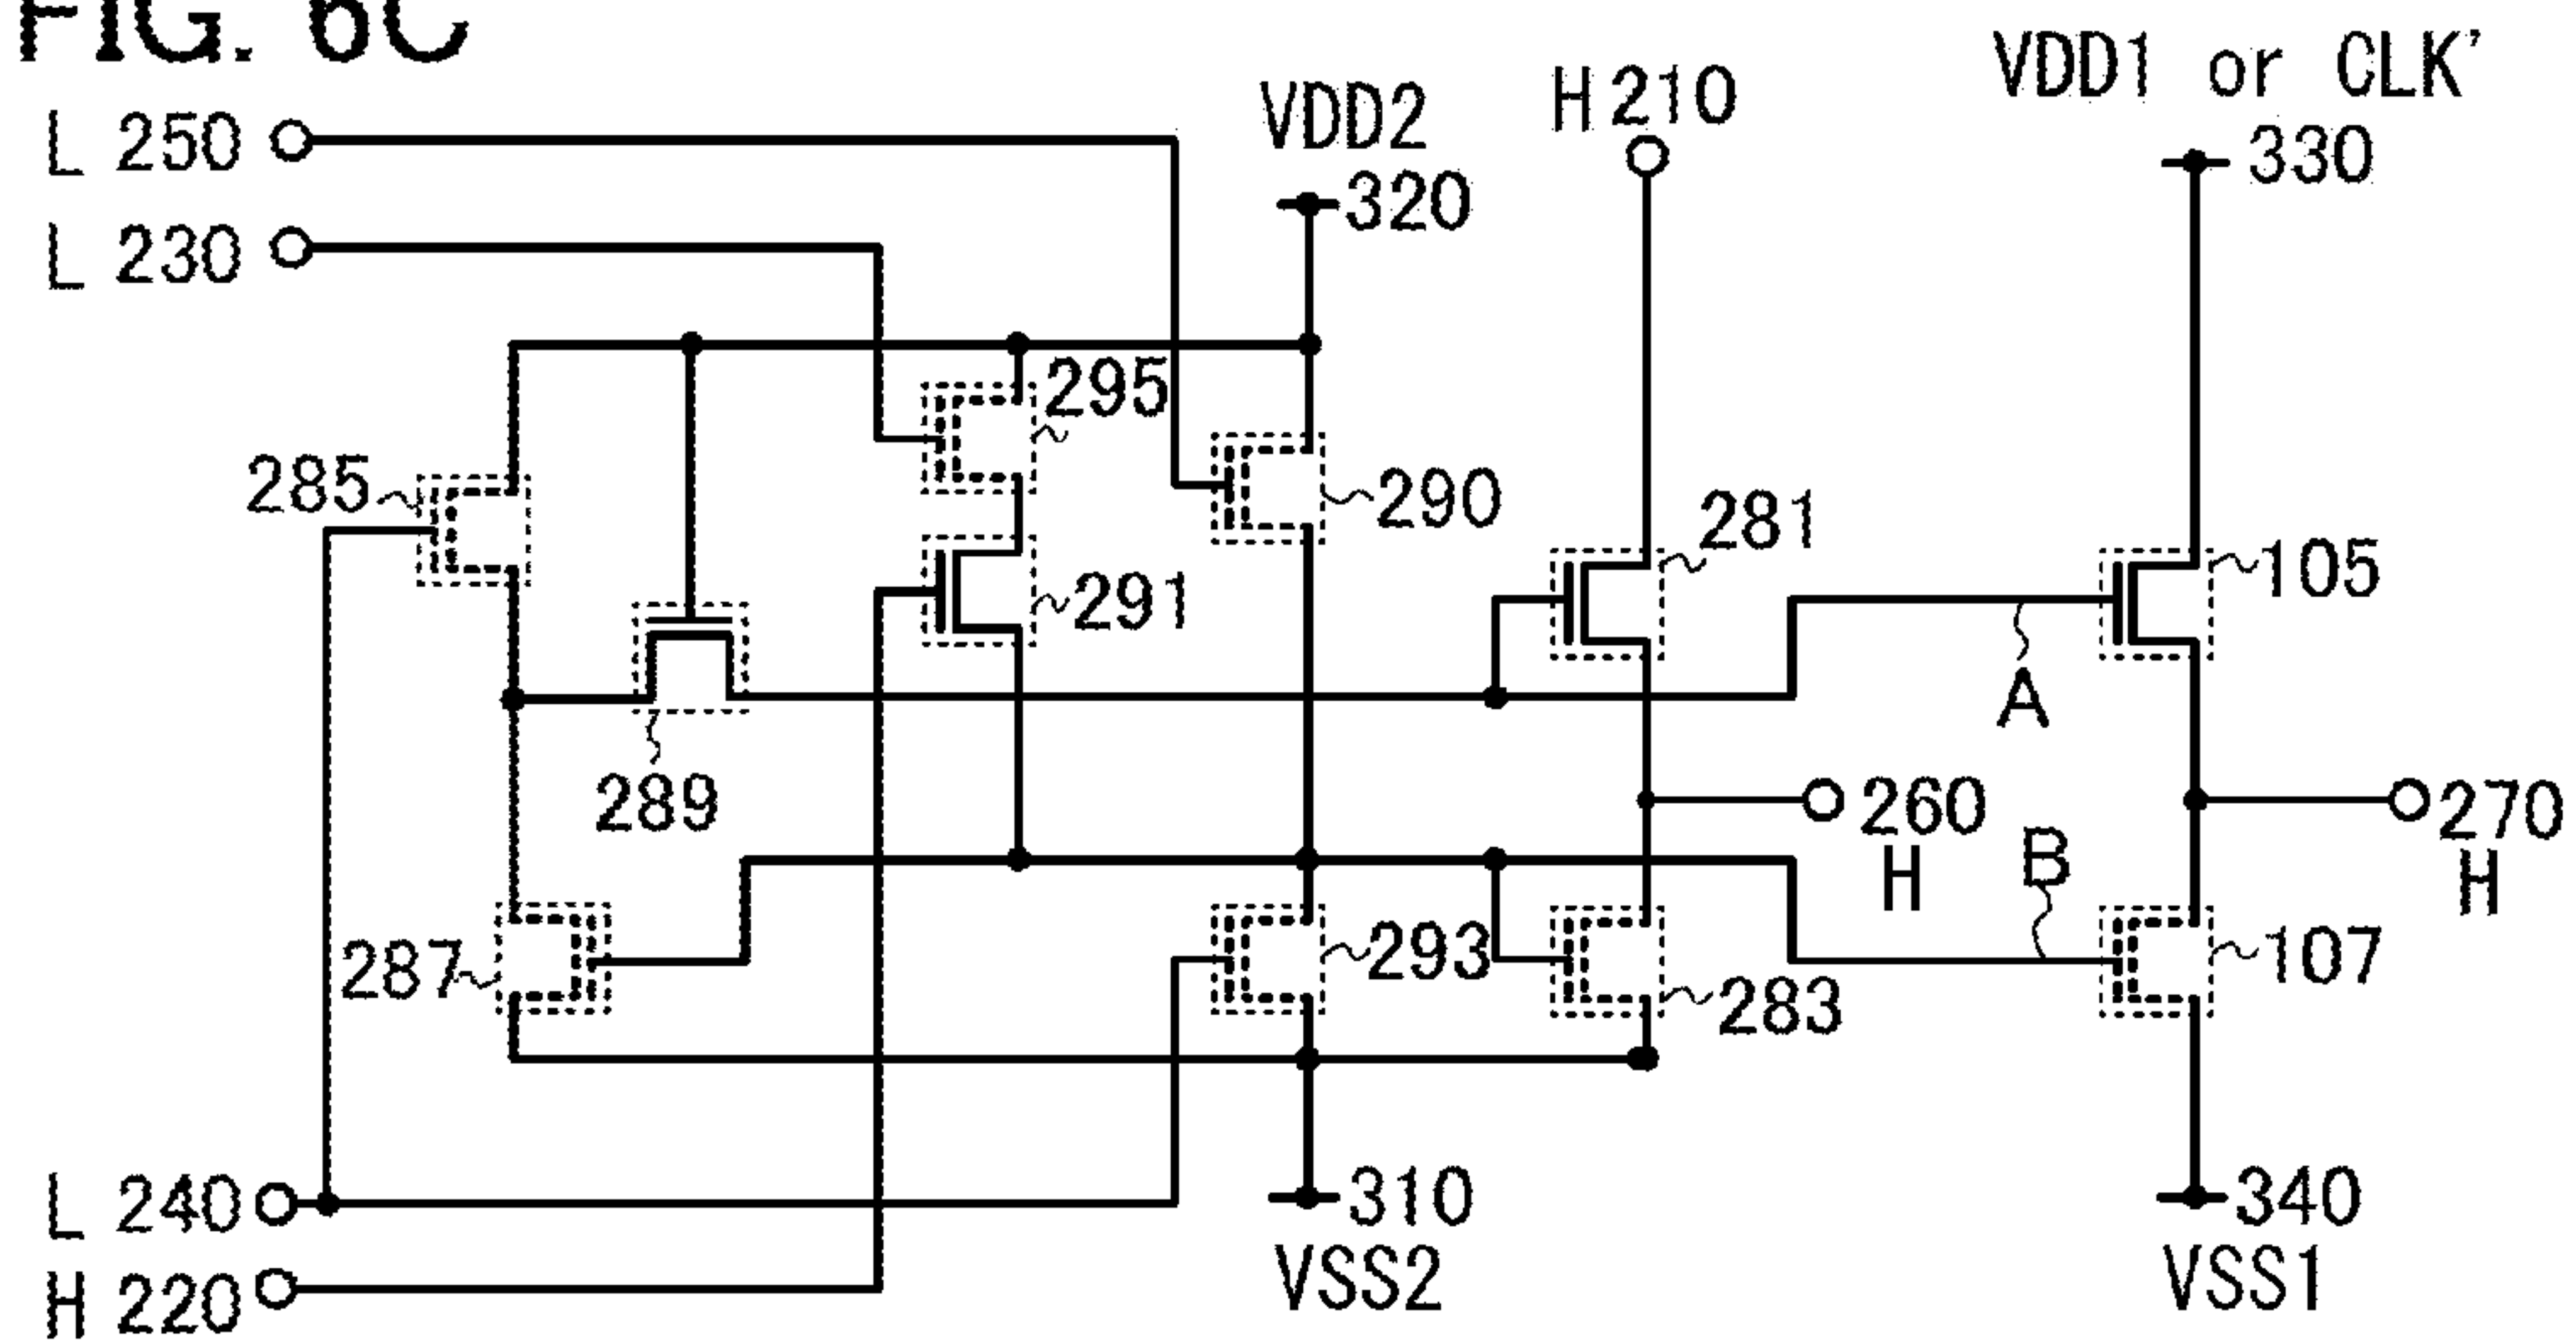 FIG. 6C
VDD1 or CLK'
VDD2
H 210
L 250
330
320
L 230
295
285
290
281
105
291
A
289
260
H
270
H
B
287
293
283
107
L 240
310
340
H 220
VSS2
VSS1